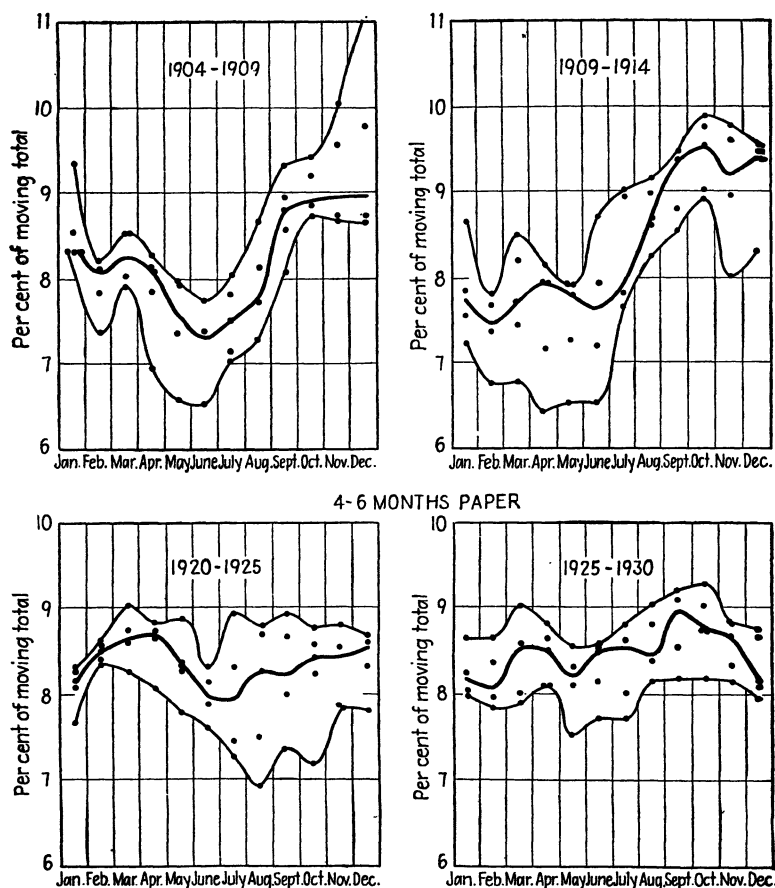 11
10
9
8
7
6
Per cent of moving total
1904-1909
Jan. Feb. Mar. Apr. May June July Aug. Sept. Oct. Nov. Dec.
11
10
9
8
7
6
Per cent of moving total
1909-1914
Jan. Feb. Mar. Apr. May June July Aug. Sept. Oct. Nov. Dec.
4-6 MONTHS PAPER
10
9
8
7
6
Per cent of moving total
1920-1925
Jan. Feb. Mar. Apr. May June July Aug. Sept. Oct. Nov. Dec.
10
9
8
7
6
Per cent of moving total
1925-1930
Jan. Feb. Mar. Apr. May June July Aug. Sept. Oct. Nov. Dec.